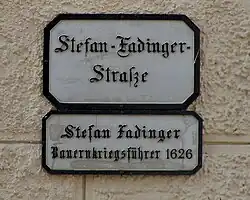 Stefan-Fadinger-
Straße
Stefan Fadinger
Bauernkriegsführer 1626